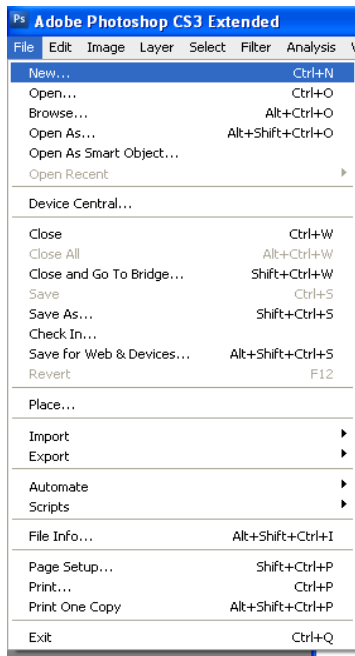 Ps Adobe Photoshop CS3 Extended
File Edit Image Layer Select Filter Analysis
New... Ctrl+N
Open... Ctrl+O
Browse... Alt+Ctrl+O
Open As... Alt+Shift+Ctrl+O
Open As Smart Object...
Open Recent
Device Central...
Close Ctrl+W
Close All Alt+Ctrl+W
Close and Go To Bridge... Shift+Ctrl+W
Save Ctrl+S
Save As... Shift+Ctrl+S
Check In...
Save for Web & Devices... Alt+Shift+Ctrl+S
Revert F12
Place...
Import
Export
Automate
Scripts
File Info... Alt+Shift+Ctrl+I
Page Setup... Shift+Ctrl+P
Print... Ctrl+P
Print One Copy Alt+Shift+Ctrl+P
Exit Ctrl+Q